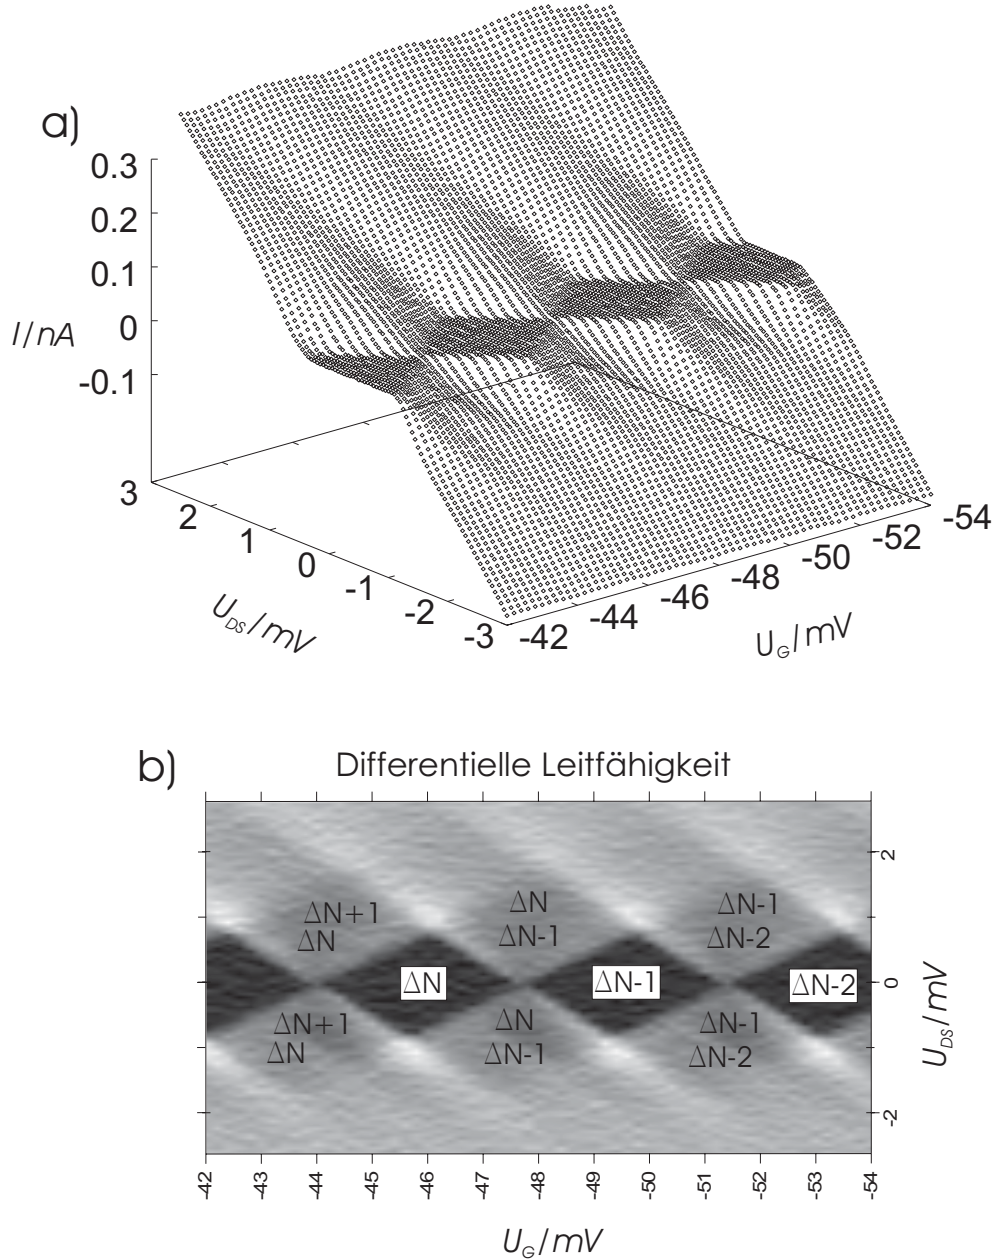 a)
0.3
0.2
0.1
0
-0.1
I/nA
3
2
1
0
-1
-2
-3
U_DS/mV
-42
-44
-46
-48
-50
-52
-54
U_G/mV
b)
Differentielle Leitfähigkeit
2
0
-2
U_DS/mV
ΔN+1
ΔN
ΔN
ΔN-1
ΔN-1
ΔN-2
ΔN
ΔN-1
ΔN-2
ΔN+1
ΔN
ΔN
ΔN-1
ΔN-1
ΔN-2
-42 -43 -44 -45 -46 -47 -48 -49 -50 -51 -52 -53 -54
U_G/mV